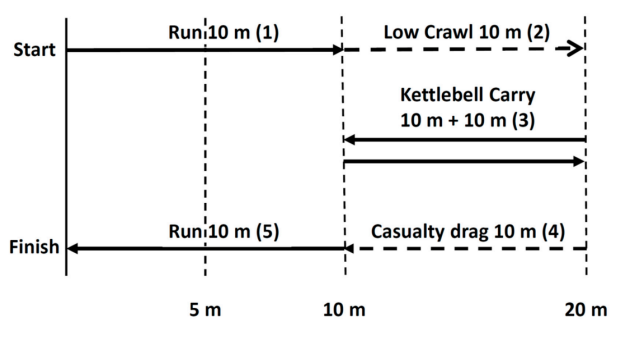 Run 10 m (1)
Low Crawl 10 m (2)
Start
Kettlebell Carry
10 m + 10 m (3)
Run 10 m (5)
Casualty drag 10 m (4)
Finish
5 m
10 m
20 m